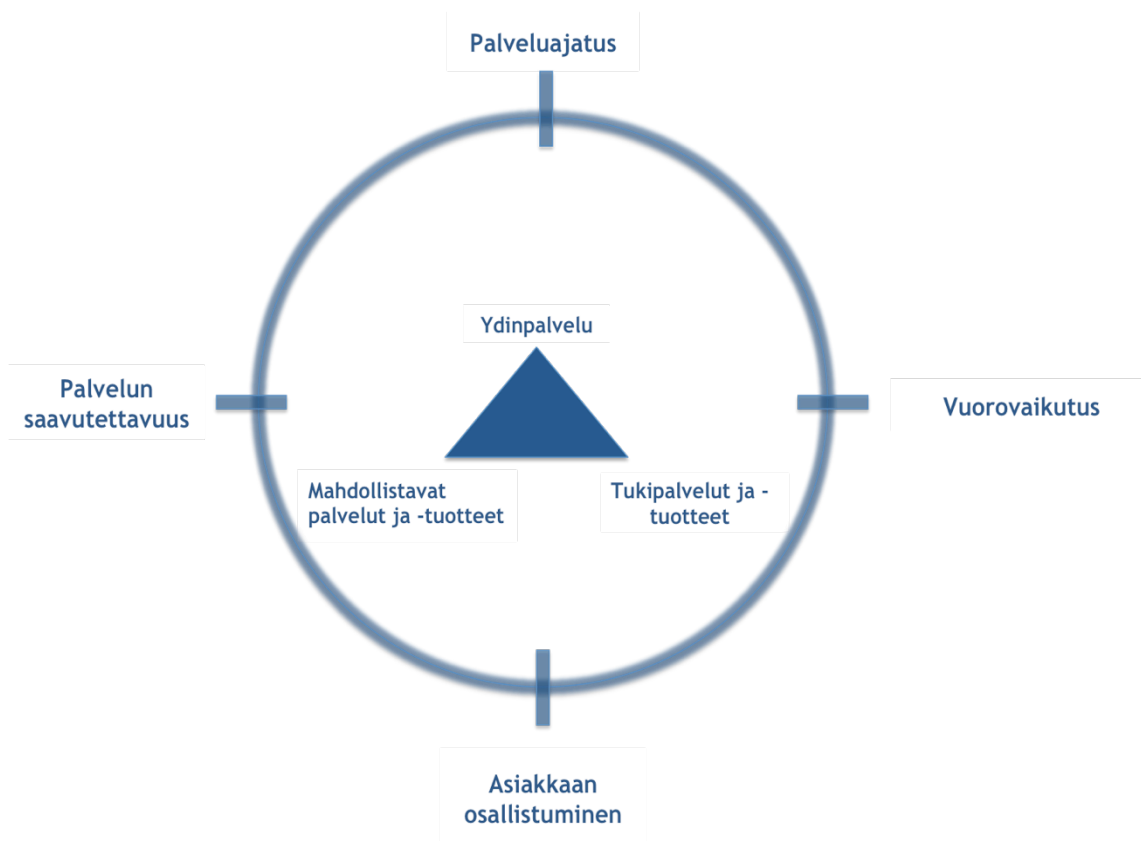 Palveluajatus
Ydinpalvelu
Palvelun
saavutettavuus
Vuorovaikutus
Mahdollistavat
palvelut ja -tuotteet
Tukipalvelut ja -
tuotteet
Asiakkaan
osallistuminen